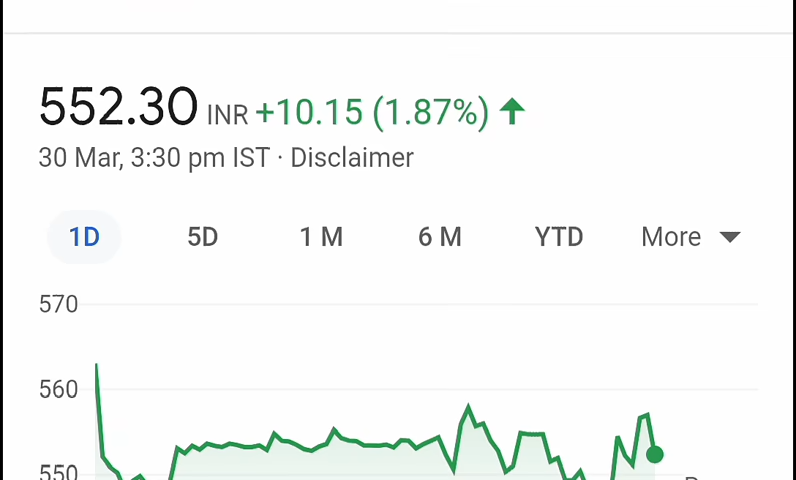 552.30 INR +10.15 (1.87%)
30 Mar, 3:30 pm IST · Disclaimer
1D 5D 1 M 6 M YTD More
570
560
550